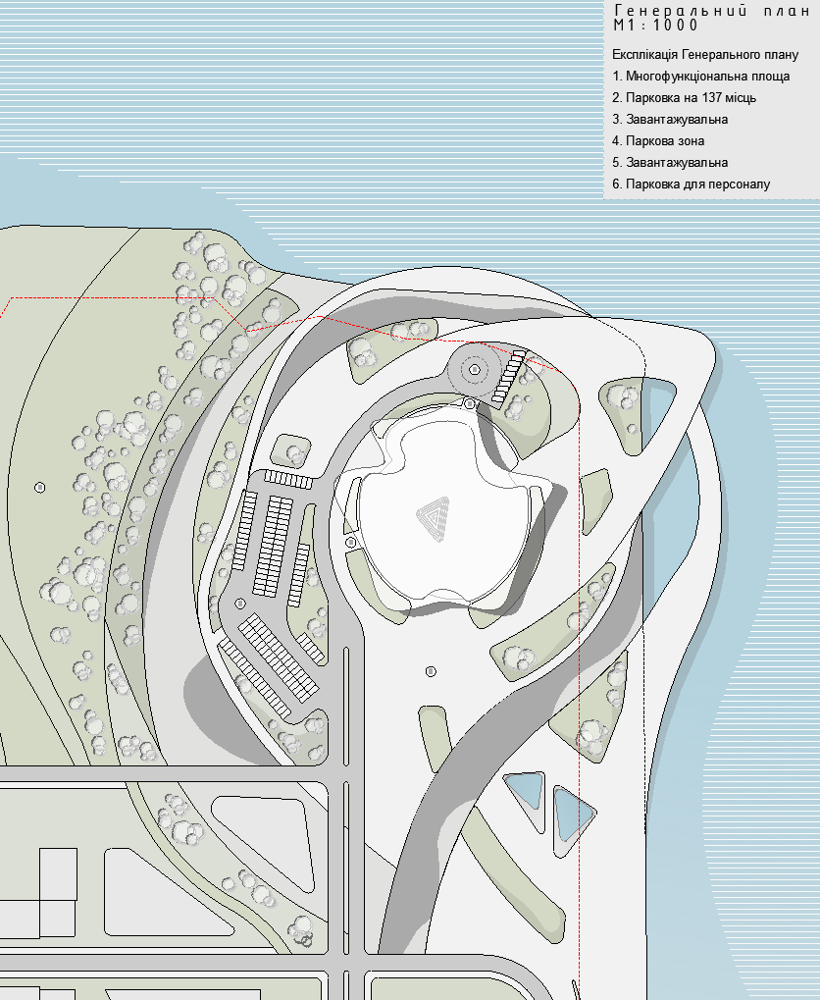 Генеральний план
М1:1000
Експлікація Генерального плану
1. Многофункціональна площа
2. Парковка на 137 місць
3. Завантажувальна
4. Паркова зона
5. Завантажувальна
6. Парковка для персоналу